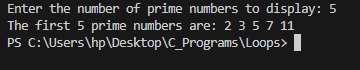 Enter the number of prime numbers to display: 5
The first 5 prime numbers are: 2 3 5 7 11
PS C:\Users\hp\Desktop\C_Programs\Loops>